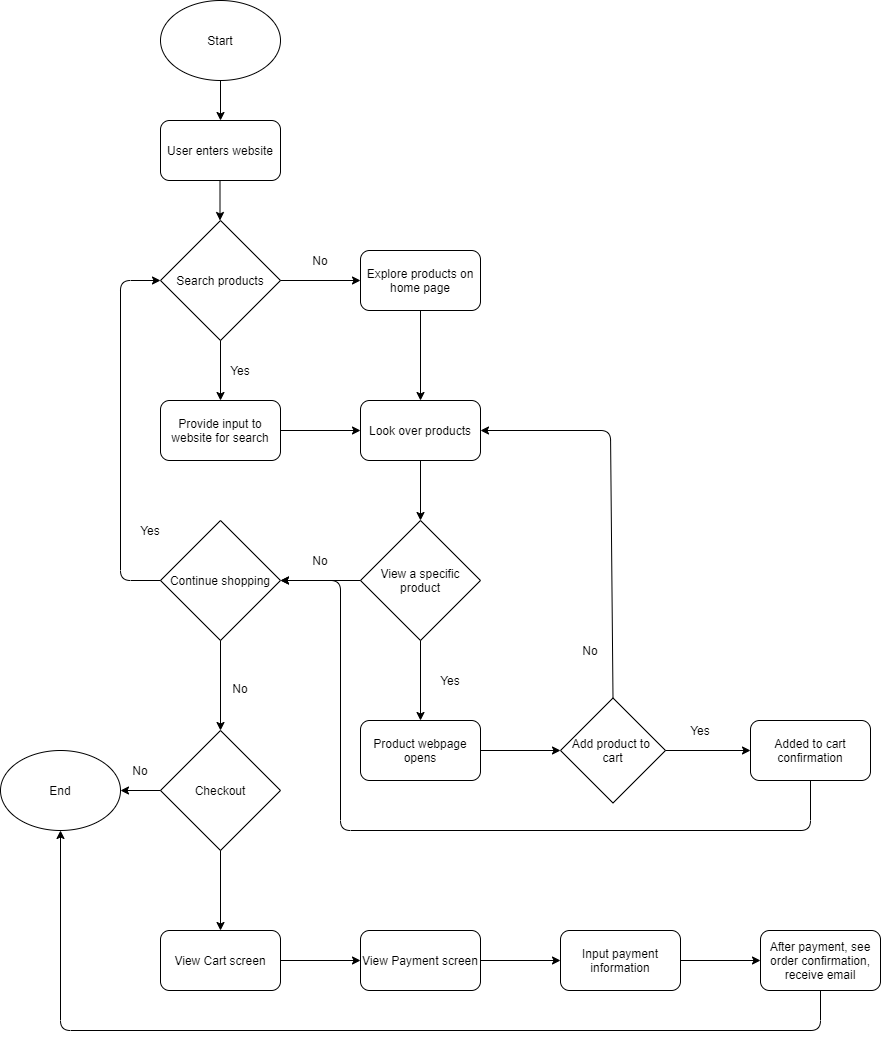 Start
User enters website
Search products
No
Explore products on
home page
Yes
Provide input to
website for search
Look over products
Yes
Continue shopping
No
View a specific
product
No
Yes
No
Product webpage
opens
Add product to
cart
Yes
Added to cart
confirmation
End
No
Checkout
View Cart screen
View Payment screen
Input payment
information
After payment, see
order confirmation,
receive email